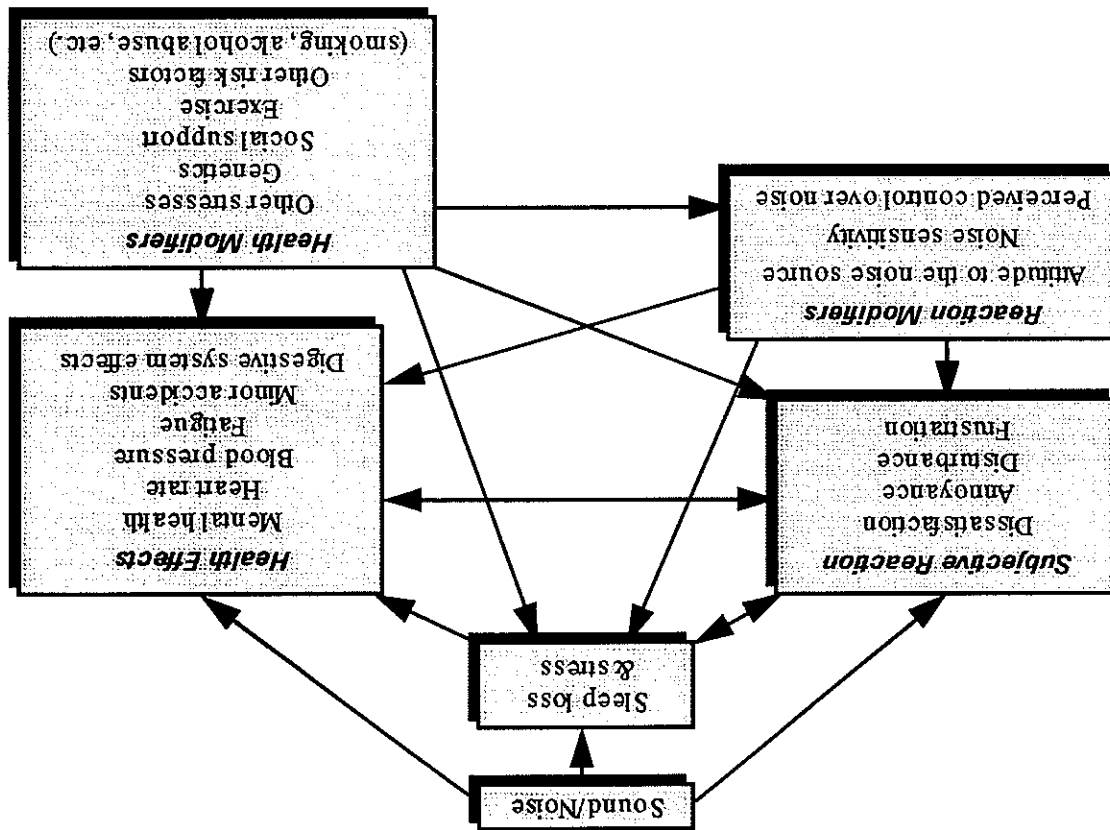 Sound/Noise
Sleep loss
& stress
Subjective Reaction
Dissatisfaction
Annoyance
Disturbance
Frustration
Health Effects
Mental health
Heart rate
Blood pressure
Fatigue
Minor accidents
Digestive system effects
Reaction Modifiers
Attitude to the noise source
Noise sensitivity
Perceived control over noise
Health Modifiers
Other stresses
Genetics
Social support
Exercise
Other risk factors
(smoking, alcohol abuse, etc.)